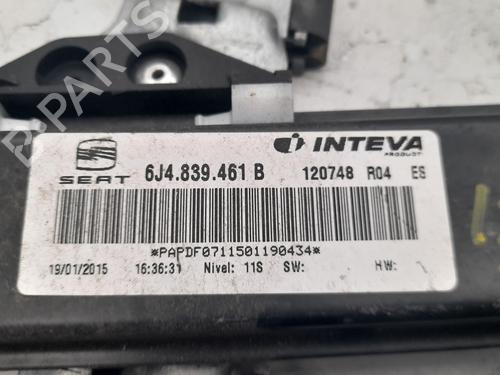 SEAT
6J4.839.461 B
INTEVA
PRODUCTS
120748 R04 ES
*PAPDF0711501190434*
19/01/2015 16:36:31 Nivel: 11S SW: HW:
B-PARTS